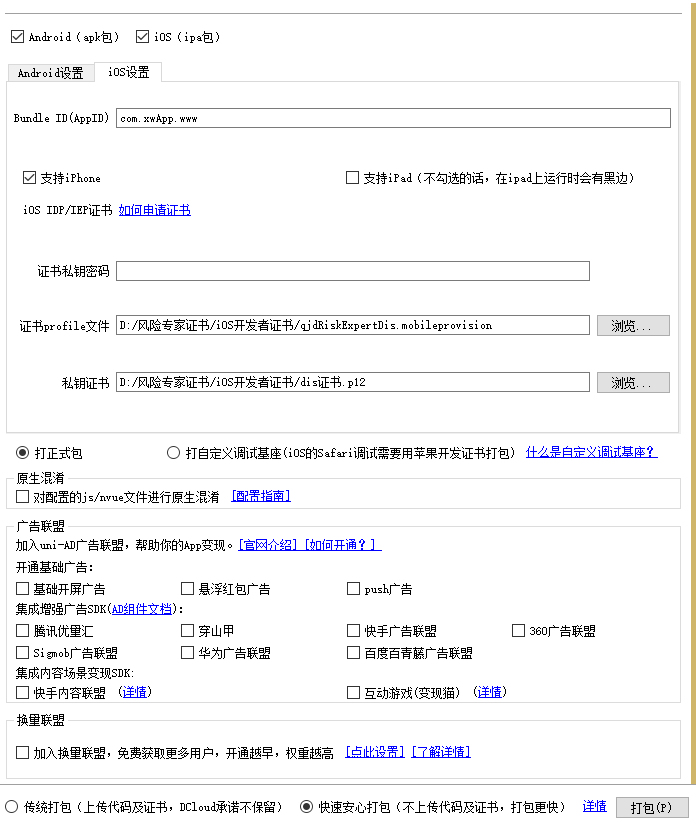 Android（apk包） iOS（ipa包）
Android设置 iOS设置
Bundle ID(AppID) com.xwApp.www
支持iPhone 支持iPad（不勾选的话，在ipad上运行时会有黑边）
iOS IDP/IEP证书 如何申请证书
证书私钥密码
证书profile文件 D:/风险专家证书/iOS开发者证书/qjdRiskExpertDis.mobileprovision 浏览...
私钥证书 D:/风险专家证书/iOS开发者证书/dis证书.p12 浏览...
打正式包 打自定义调试基座(iOS的Safari调试需要用苹果开发证书打包) 什么是自定义调试基座？
原生混淆
对配置的js/nvue文件进行原生混淆 [配置指南]
广告联盟
加入uni-AD广告联盟，帮助你的App变现。[官网介绍] [如何开通？]
开通基础广告：
基础开屏广告 悬浮红包广告 push广告
集成增强广告SDK(AD组件文档)：
腾讯优量汇 穿山甲 快手广告联盟 360广告联盟
Sigmob广告联盟 华为广告联盟 百度百青藤广告联盟
集成内容场景变现SDK:
快手内容联盟 (详情) 互动游戏(变现猫) (详情)
换量联盟
加入换量联盟，免费获取更多用户，开通越早，权重越高 [点此设置] [了解详情]
传统打包（上传代码及证书，DCloud承诺不保留） 快速安心打包（不上传代码及证书，打包更快） 详情 打包(P)